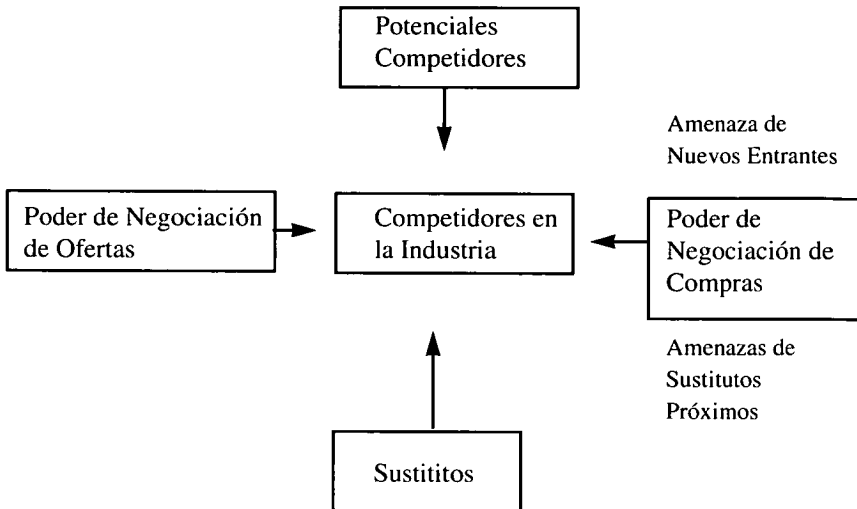 Potenciales
Competidores
Amenaza de
Nuevos Entrantes
Poder de Negociación
de Ofertas
Competidores en
la Industria
Poder de
Negociación de
Compras
Amenazas de
Sustitutos
Próximos
Sustititos